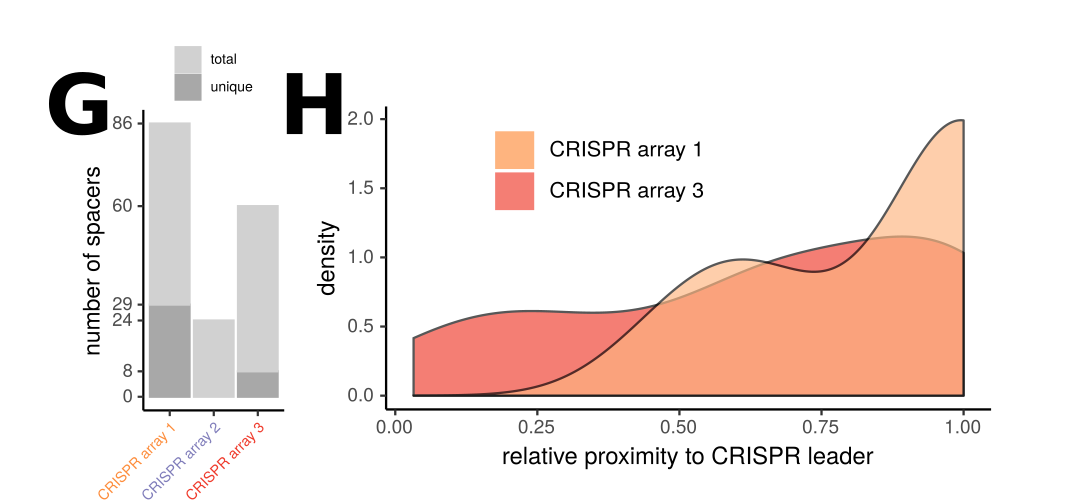 G
total
unique
number of spacers
86
60
29
24
8
0
CRISPR array 1
CRISPR array 2
CRISPR array 3
H
density
2.0
1.5
1.0
0.5
0.0
CRISPR array 1
CRISPR array 3
0.00 0.25 0.50 0.75 1.00
relative proximity to CRISPR leader